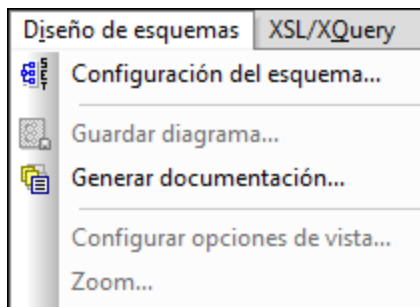 Diseño de esquemas XSL/XQuery
Configuración del esquema...
Guardar diagrama...
Generar documentación...
Configurar opciones de vista...
Zoom...